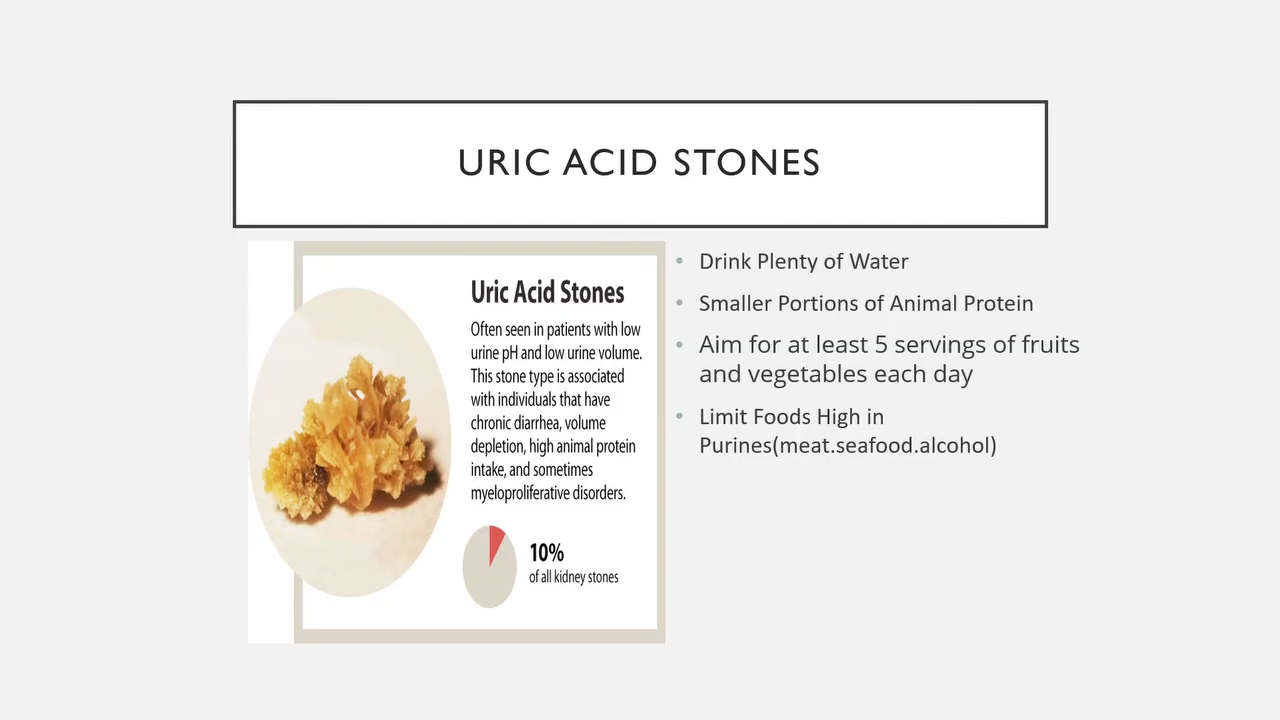 URIC ACID STONES
Uric Acid Stones
Often seen in patients with low
urine pH and low urine volume.
This stone type is associated
with individuals that have
chronic diarrhea, volume
depletion, high animal protein
intake, and sometimes
myeloproliferative disorders.
10%
of all kidney stones
• Drink Plenty of Water
• Smaller Portions of Animal Protein
• Aim for at least 5 servings of fruits
and vegetables each day
• Limit Foods High in
Purines(meat.seafood.alcohol)